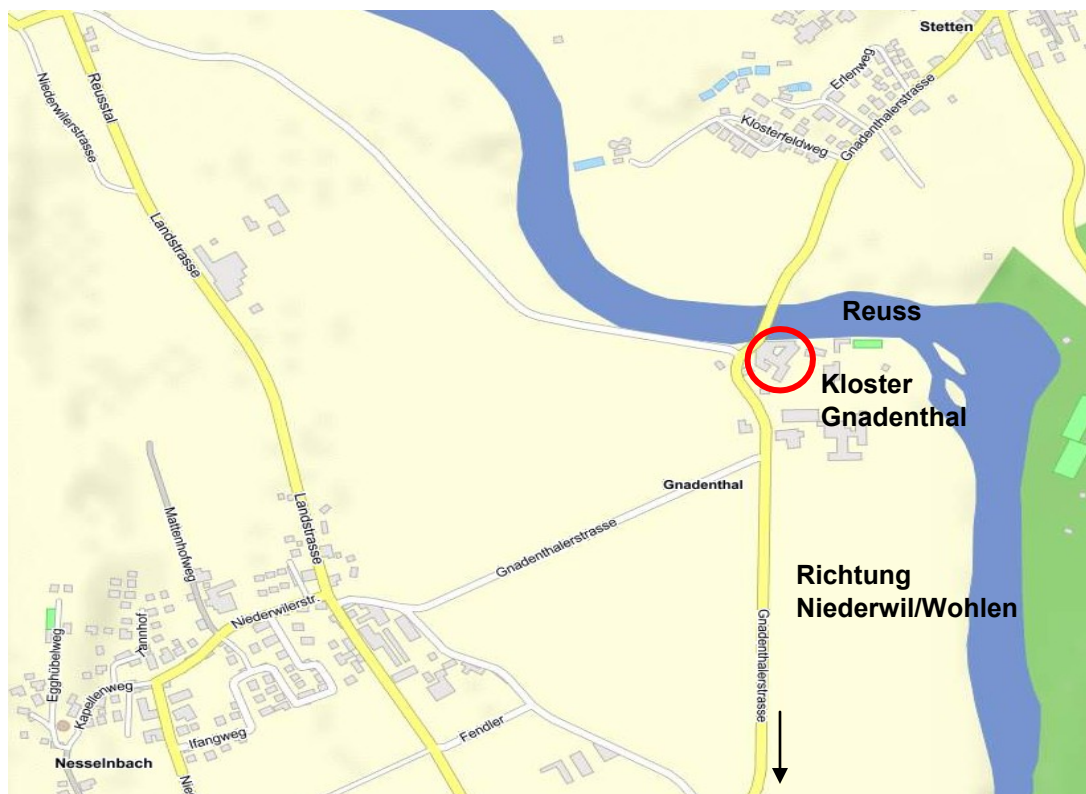 Stetten
Erlenweg
Gnadenthalerstrasse
Klosterfeldweg
Reusstal
Niederwilerstrasse
Landstrasse
Reuss
Kloster
Gnadenthal
Gnadenthal
Gnadenthalerstrasse
Landstrasse
Mattenhofweg
Richtung
Niederwil/Wohlen
Niederwilerstr.
Gnadenthalerstrasse
Egghübelweg
Kapellenweg
Ifangweg
Fendler
Nesselnbach